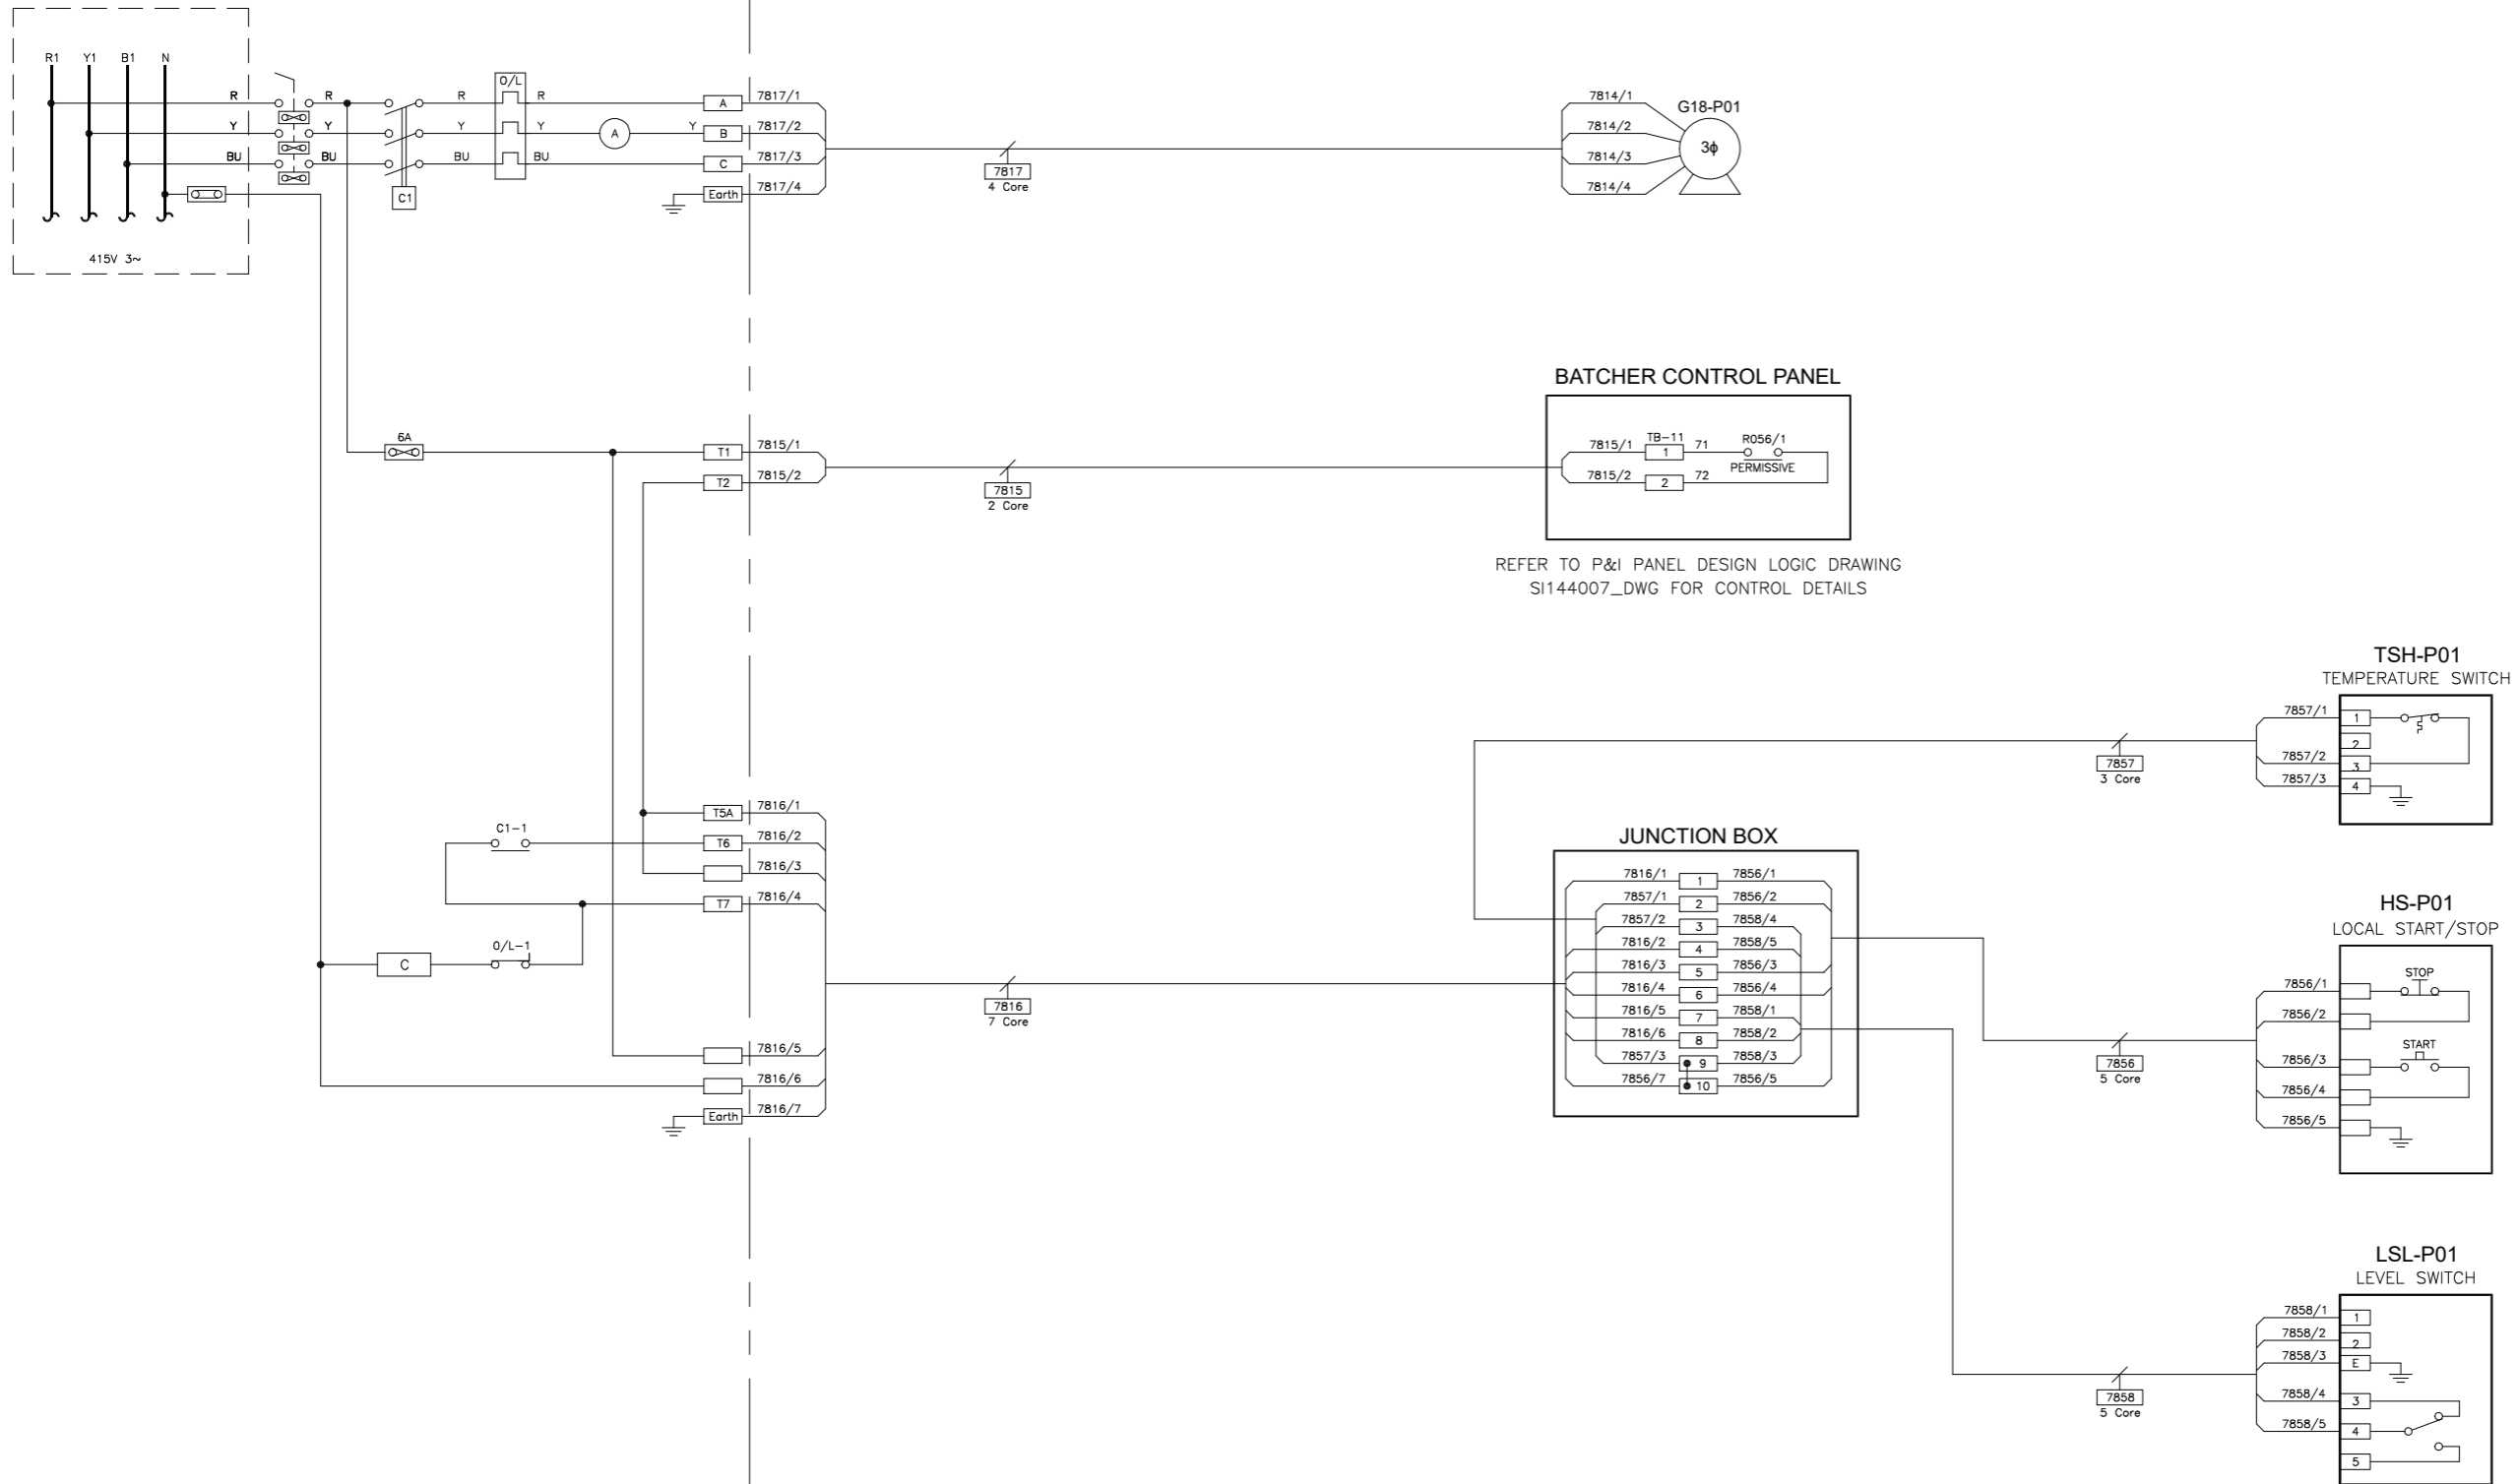 R1 Y1 B1 N
415V 3~
R R R O/L R A 7817/1
Y Y Y Y A Y B 7817/2
BU BU BU BU C 7817/3
C1 Earth 7817/4
7817
4 Core
7814/1 G18-P01
7814/2
7814/3 3ϕ
7814/4
6A T1 7815/1
T2 7815/2
7815
2 Core
BATCHER CONTROL PANEL
7815/1 TB-11 1 71 R056/1
PERMISSIVE
7815/2 2 72
REFER TO P&I PANEL DESIGN LOGIC DRAWING
SI144007_DWG FOR CONTROL DETAILS
TSH-P01
TEMPERATURE SWITCH
7857
3 Core
7857/1 1
2
7857/2 3
7857/3 4
T5A 7816/1
C1-1 T6 7816/2
7816/3
T7 7816/4
C O/L-1
7816/5
7816/6
Earth 7816/7
7816
7 Core
JUNCTION BOX
7816/1 1 7856/1
7857/1 2 7856/2
7857/2 3 7858/4
7816/2 4 7858/5
7816/3 5 7856/3
7816/4 6 7856/4
7816/5 7 7858/1
7816/6 8 7858/2
7857/3 9 7858/3
7856/7 10 7856/5
HS-P01
LOCAL START/STOP
7856
5 Core
7856/1 STOP
7856/2
7856/3 START
7856/4
7856/5
LSL-P01
LEVEL SWITCH
7858
5 Core
7858/1 1
7858/2 2
7858/3 E
7858/4 3
7858/5 4
5